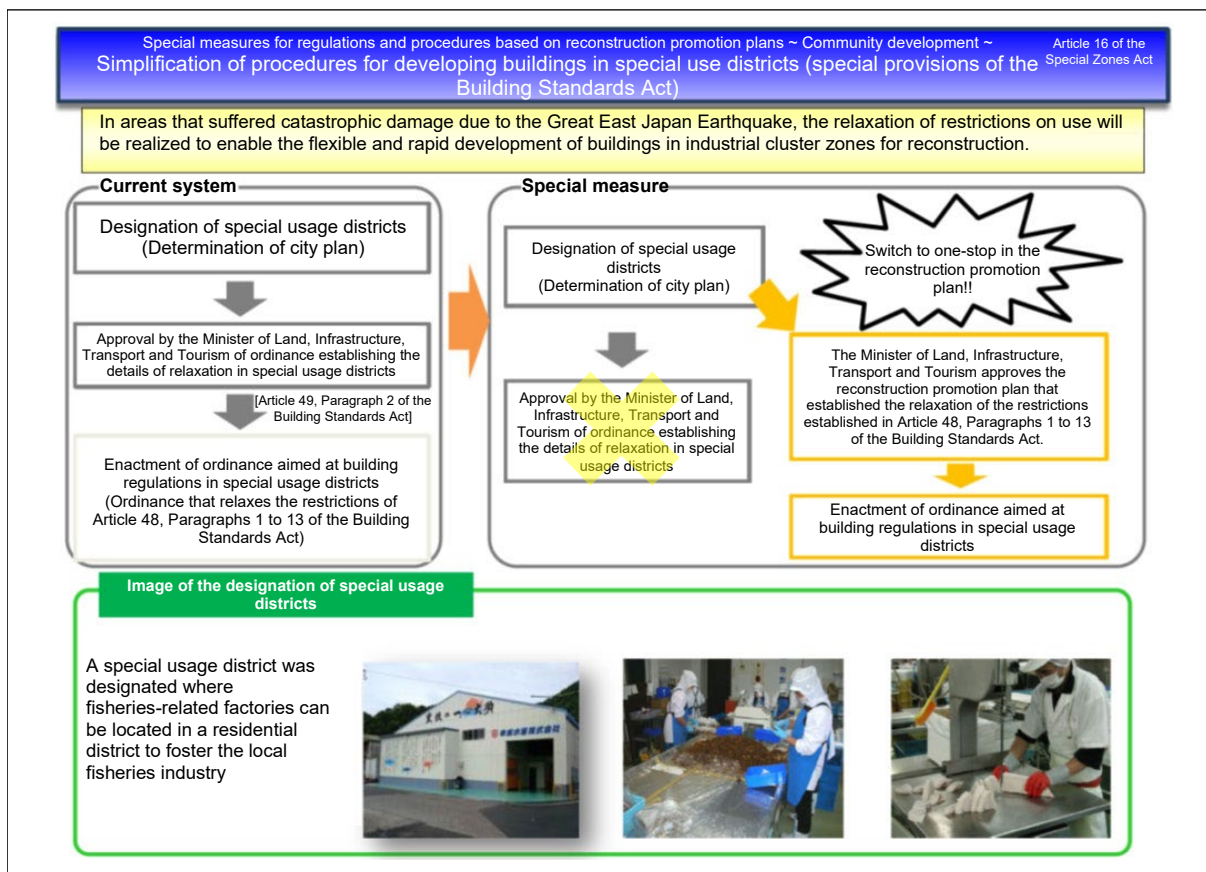 Special measures for regulations and procedures based on reconstruction promotion plans ~ Community development ~
Article 16 of the
Special Zones Act
Simplification of procedures for developing buildings in special use districts (special provisions of the
Building Standards Act)
In areas that suffered catastrophic damage due to the Great East Japan Earthquake, the relaxation of restrictions on use will
be realized to enable the flexible and rapid development of buildings in industrial cluster zones for reconstruction.
Current system
Designation of special usage districts
(Determination of city plan)
Approval by the Minister of Land, Infrastructure,
Transport and Tourism of ordinance establishing the
details of relaxation in special usage districts
[Article 49, Paragraph 2 of the
Building Standards Act]
Enactment of ordinance aimed at building
regulations in special usage districts
(Ordinance that relaxes the restrictions of
Article 48, Paragraphs 1 to 13 of the Building
Standards Act)
Special measure
Designation of special usage
districts
(Determination of city plan)
Approval by the Minister of Land,
Infrastructure, Transport and
Tourism of ordinance establishing
the details of relaxation in special
usage districts
Switch to one-stop in the
reconstruction promotion
plan!!
The Minister of Land, Infrastructure,
Transport and Tourism approves the
reconstruction promotion plan that
established the relaxation of the restrictions
established in Article 48, Paragraphs 1 to 13
of the Building Standards Act.
Enactment of ordinance aimed at
building regulations in special usage
districts
Image of the designation of special usage
districts
A special usage district was
designated where
fisheries-related factories can
be located in a residential
district to foster the local
fisheries industry